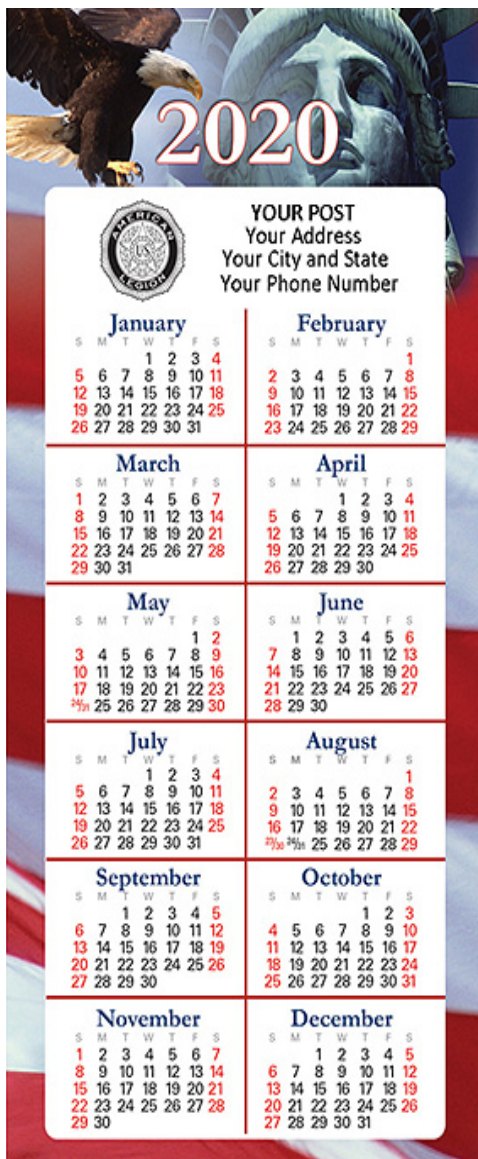 2020
AMERICAN
US
LEGION
YOUR POST
Your Address
Your City and State
Your Phone Number
January
S M T W T F S
1 2 3 4
5 6 7 8 9 10 11
12 13 14 15 16 17 18
19 20 21 22 23 24 25
26 27 28 29 30 31
February
S M T W T F S
1
2 3 4 5 6 7 8
9 10 11 12 13 14 15
16 17 18 19 20 21 22
23 24 25 26 27 28 29
March
S M T W T F S
1 2 3 4 5 6 7
8 9 10 11 12 13 14
15 16 17 18 19 20 21
22 23 24 25 26 27 28
29 30 31
April
S M T W T F S
1 2 3 4
5 6 7 8 9 10 11
12 13 14 15 16 17 18
19 20 21 22 23 24 25
26 27 28 29 30
May
S M T W T F S
1 2
3 4 5 6 7 8 9
10 11 12 13 14 15 16
17 18 19 20 21 22 23
24/31 25 26 27 28 29 30
June
S M T W T F S
1 2 3 4 5 6
7 8 9 10 11 12 13
14 15 16 17 18 19 20
21 22 23 24 25 26 27
28 29 30
July
S M T W T F S
1 2 3 4
5 6 7 8 9 10 11
12 13 14 15 16 17 18
19 20 21 22 23 24 25
26 27 28 29 30 31
August
S M T W T F S
1
2 3 4 5 6 7 8
9 10 11 12 13 14 15
16 17 18 19 20 21 22
23/30 24/31 25 26 27 28 29
September
S M T W T F S
1 2 3 4 5
6 7 8 9 10 11 12
13 14 15 16 17 18 19
20 21 22 23 24 25 26
27 28 29 30
October
S M T W T F S
1 2 3
4 5 6 7 8 9 10
11 12 13 14 15 16 17
18 19 20 21 22 23 24
25 26 27 28 29 30 31
November
S M T W T F S
1 2 3 4 5 6 7
8 9 10 11 12 13 14
15 16 17 18 19 20 21
22 23 24 25 26 27 28
29 30
December
S M T W T F S
1 2 3 4 5
6 7 8 9 10 11 12
13 14 15 16 17 18 19
20 21 22 23 24 25 26
27 28 29 30 31